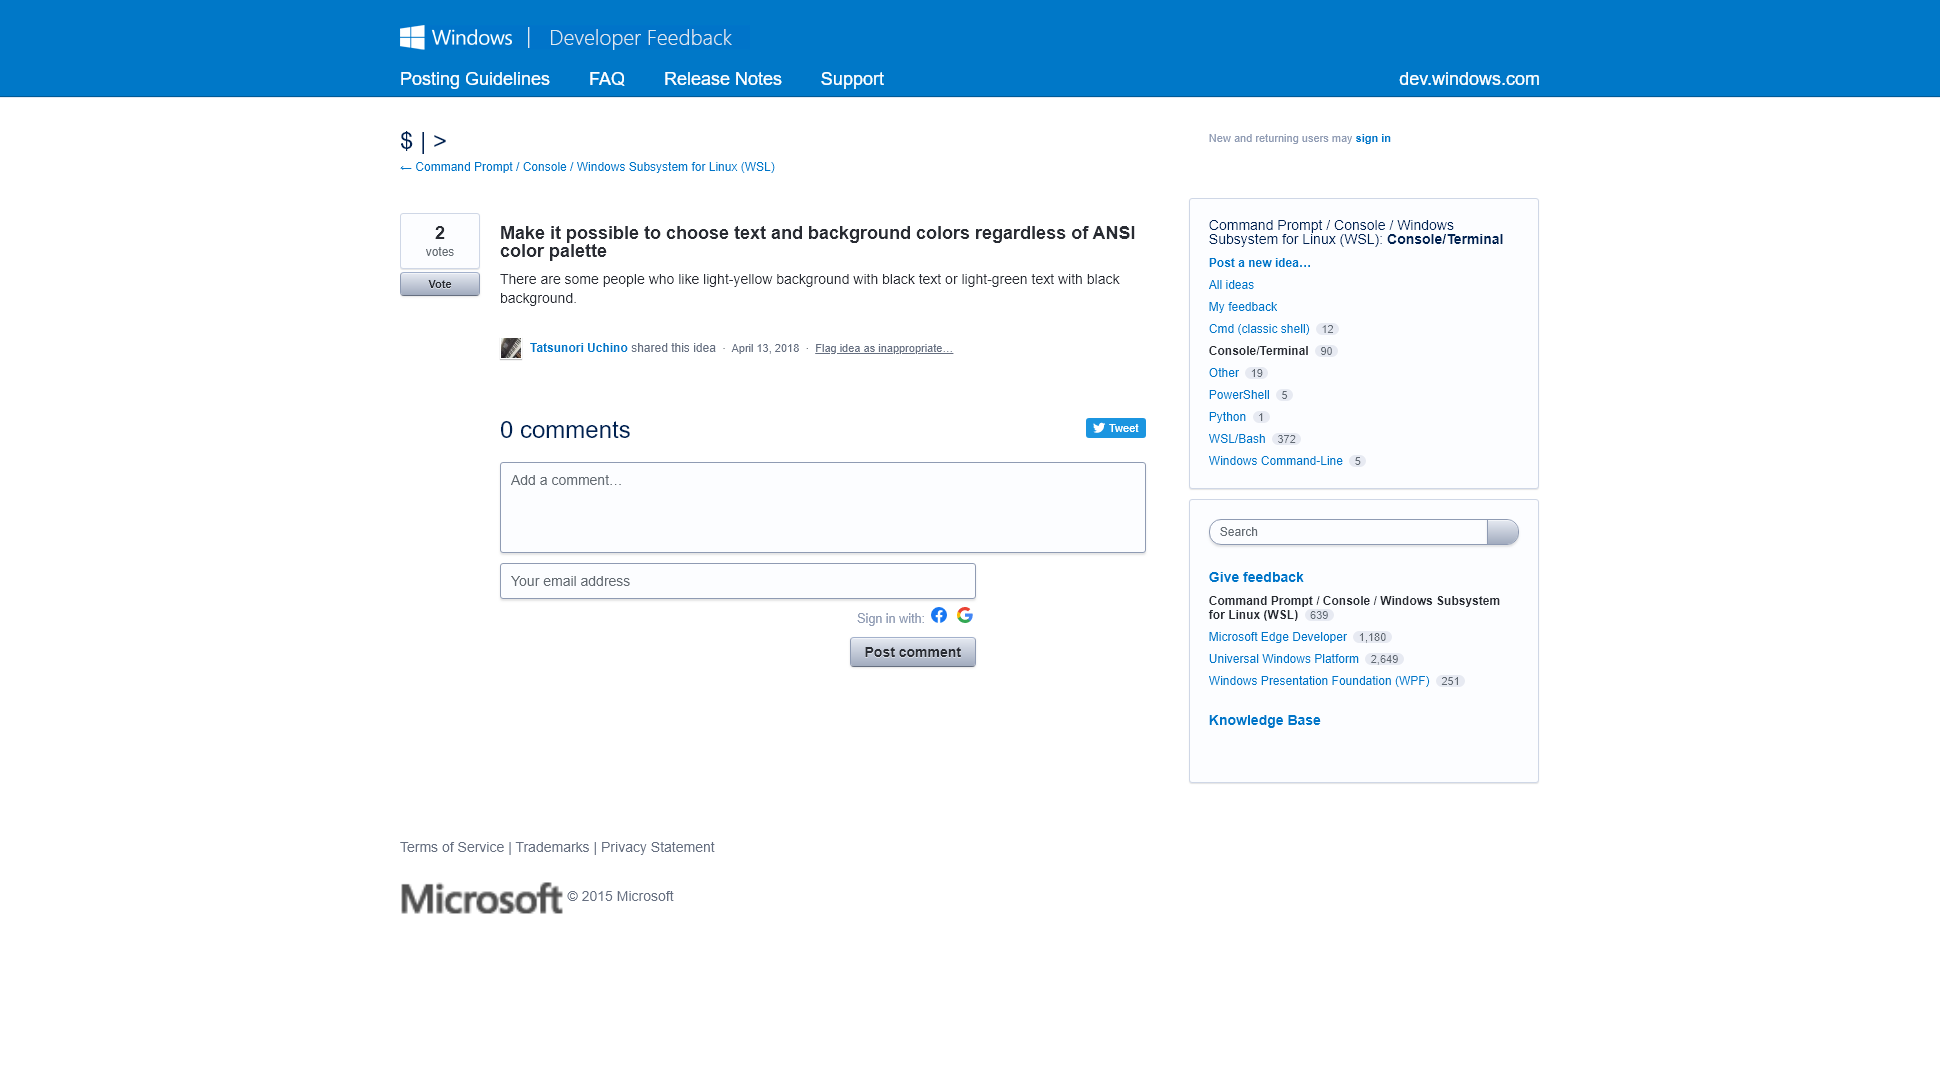 Windows | Developer Feedback
Posting Guidelines FAQ Release Notes Support dev.windows.com
$ | >
← Command Prompt / Console / Windows Subsystem for Linux (WSL)
New and returning users may sign in
2
votes
Vote
Make it possible to choose text and background colors regardless of ANSI
color palette
There are some people who like light-yellow background with black text or light-green text with black
background.
Tatsunori Uchino shared this idea · April 13, 2018 · Flag idea as inappropriate…
0 comments
Tweet
Add a comment…
Your email address
Sign in with:
Post comment
Command Prompt / Console / Windows
Subsystem for Linux (WSL): Console/Terminal
Post a new idea…
All ideas
My feedback
Cmd (classic shell) 12
Console/Terminal 90
Other 19
PowerShell 5
Python 1
WSL/Bash 372
Windows Command-Line 5
Search
Give feedback
Command Prompt / Console / Windows Subsystem
for Linux (WSL) 639
Microsoft Edge Developer 1,180
Universal Windows Platform 2,649
Windows Presentation Foundation (WPF) 251
Knowledge Base
Terms of Service | Trademarks | Privacy Statement
Microsoft © 2015 Microsoft